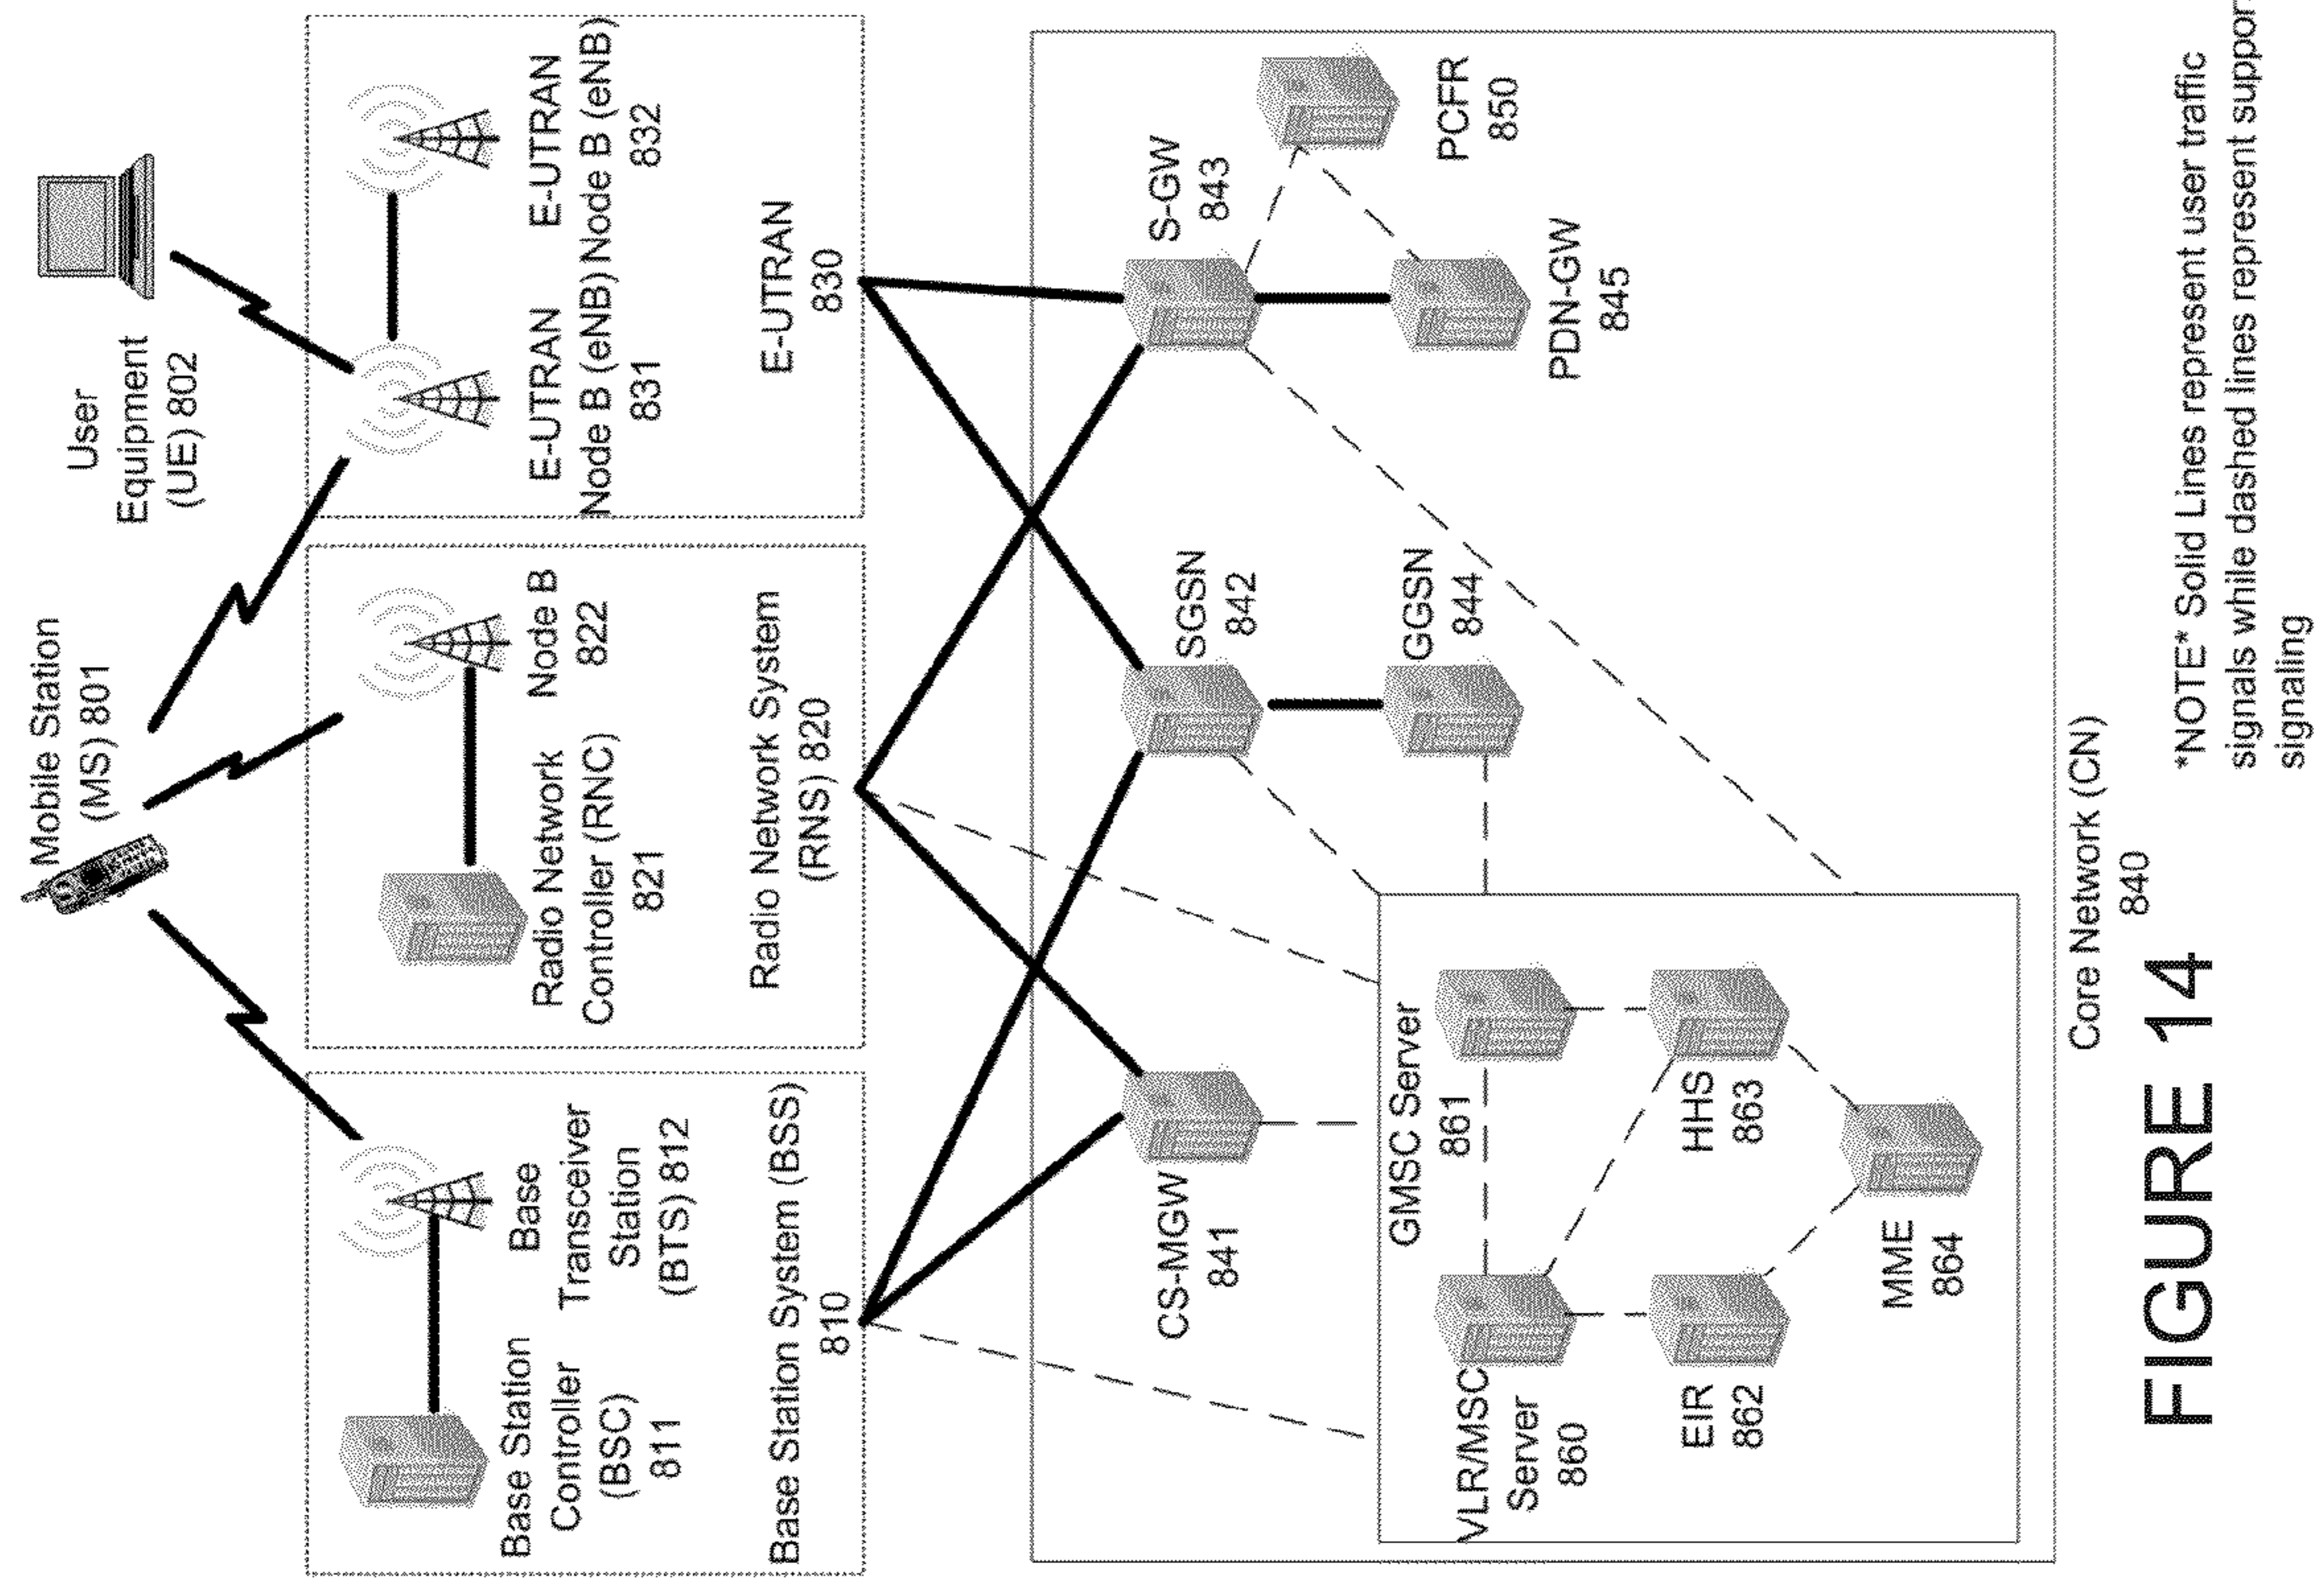 Mobile Station
(MS) 801
User
Equipment
(UE) 802
Base Station
Controller
(BSC)
811
Base
Transceiver
Station
(BTS) 812
Base Station System (BSS)
810
Radio Network
Controller (RNC)
821
Node B
822
Radio Network System
(RNS) 820
E-UTRAN
Node B (eNB)
831
E-UTRAN
Node B (eNB)
832
E-UTRAN
830
CS-MGW
841
SGSN
842
S-GW
843
GGSN
844
PDN-GW
845
PCFR
850
GMSC Server
861
VLR/MSC
Server
860
HHS
863
EIR
862
MME
864
Core Network (CN)
840
FIGURE 14
*NOTE* Solid Lines represent user traffic
signals while dashed lines represent suppor
signaling